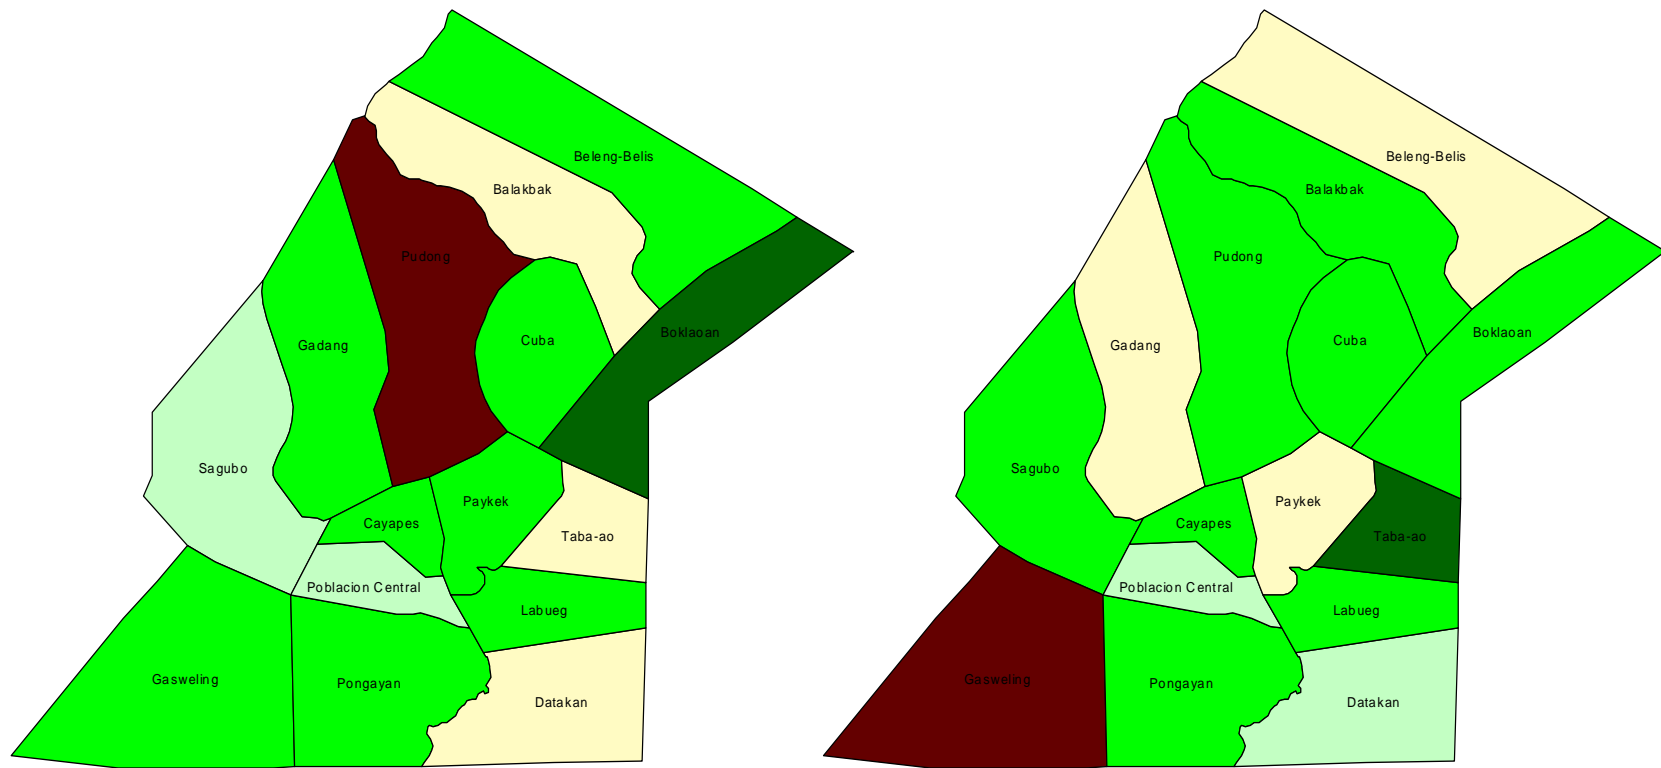 Beleng-Belis
Balakbak
Pudong
Boklaoan
Cuba
Gadang
Sagubo
Paykek
Cayapes
Taba-ao
Poblacion Central
Labueg
Gasweling
Pongayan
Datakan
Beleng-Belis
Balakbak
Pudong
Boklaoan
Cuba
Gadang
Sagubo
Paykek
Cayapes
Taba-ao
Poblacion Central
Labueg
Gasweling
Pongayan
Datakan